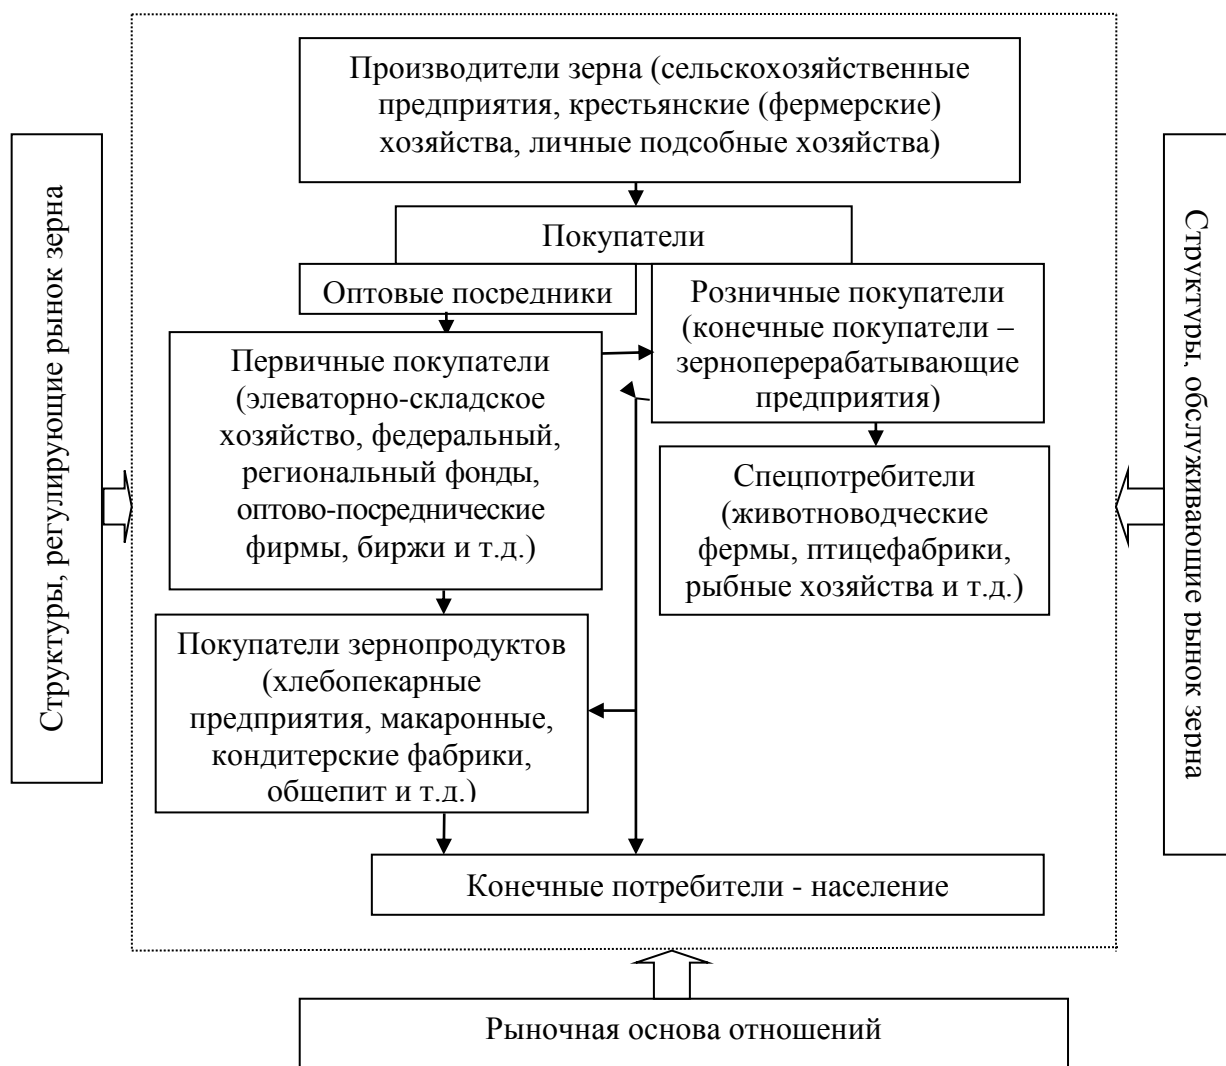 Производители зерна (сельскохозяйственные
предприятия, крестьянские (фермерские)
хозяйства, личные подсобные хозяйства)
Структуры, регулирующие рынок зерна
Структуры, обслуживающие рынок зерна
Покупатели
Оптовые посредники
Розничные покупатели
(конечные покупатели –
зерноперерабатывающие
предприятия)
Первичные покупатели
(элеваторно-складское
хозяйство, федеральный,
региональный фонды,
оптово-посреднические
фирмы, биржи и т.д.)
Спецпотребители
(животноводческие
фермы, птицефабрики,
рыбные хозяйства и т.д.)
Покупатели зернопродуктов
(хлебопекарные
предприятия, макаронные,
кондитерские фабрики,
общепит и т.д.)
Конечные потребители - население
Рыночная основа отношений